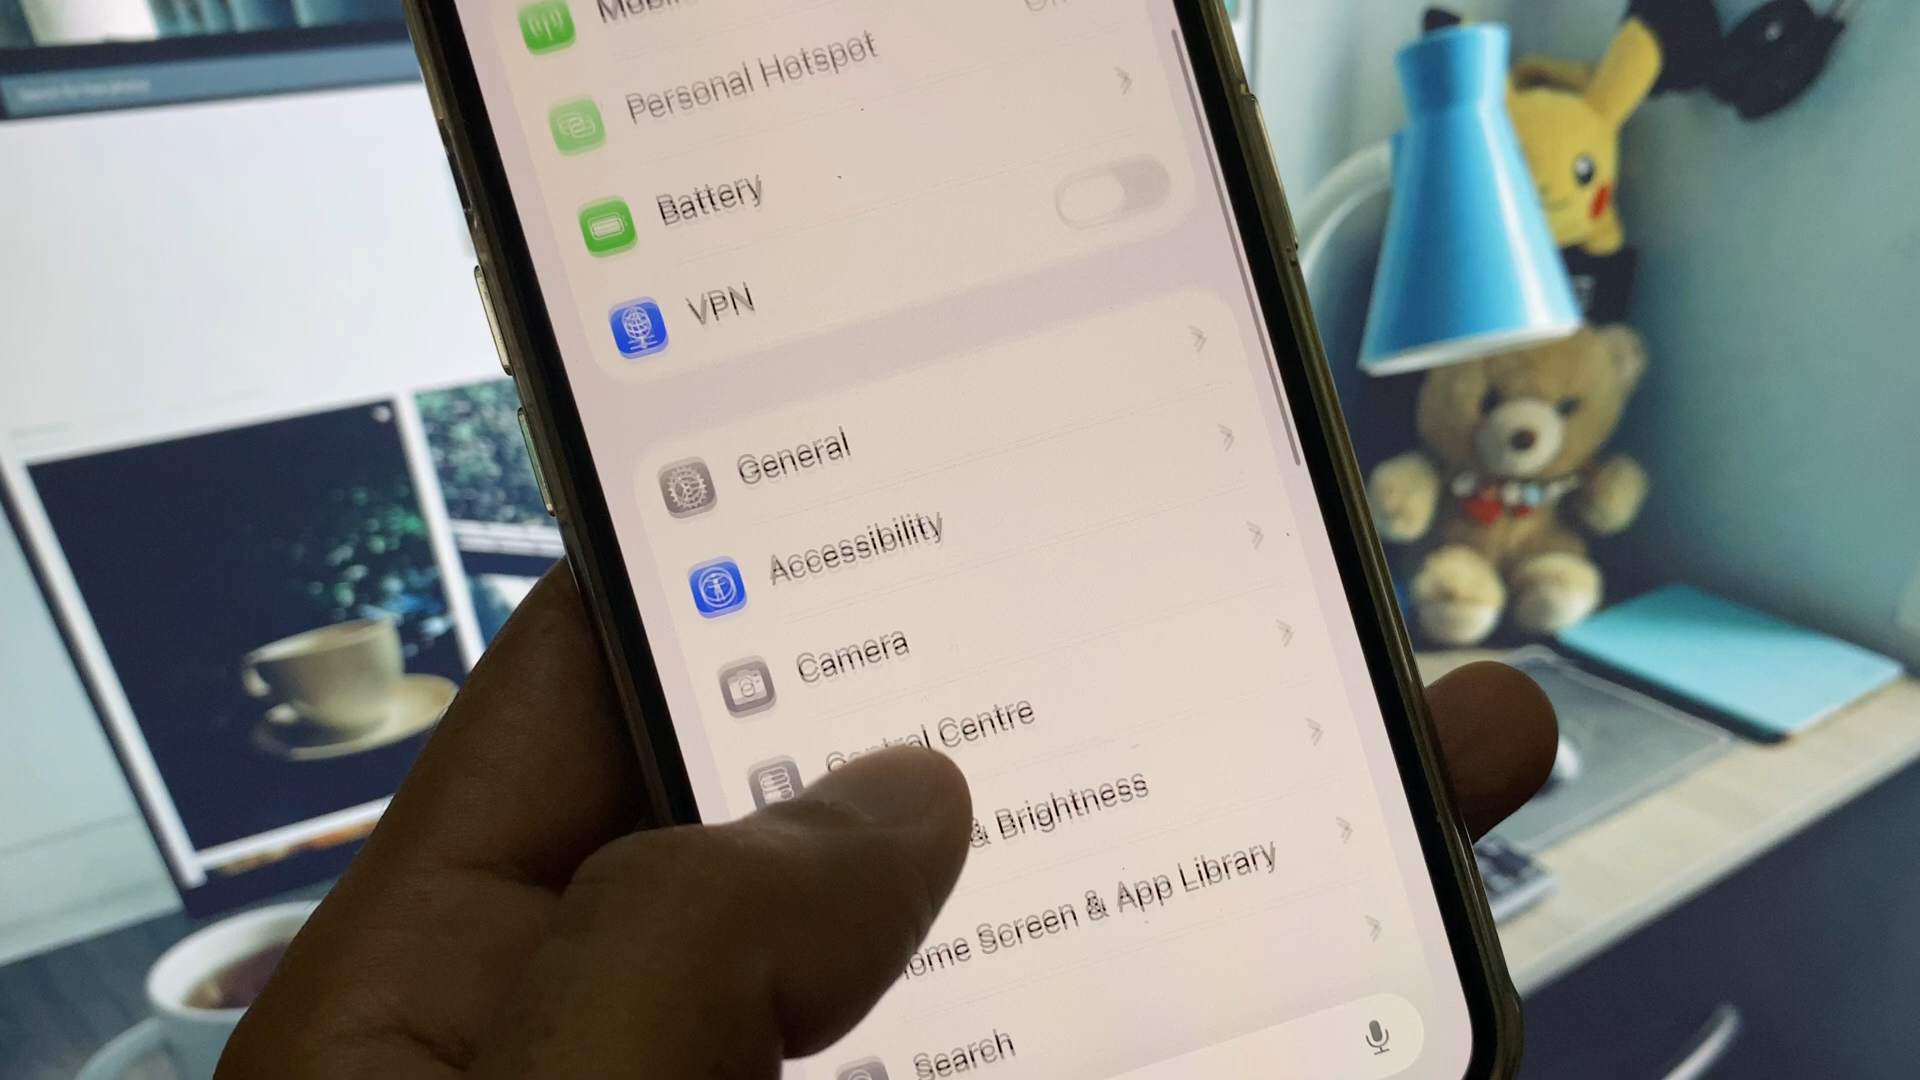 Personal Hotspot
Battery
VPN
General
Accessibility
Camera
Control Centre
& Brightness
ome Screen & App Library
Search